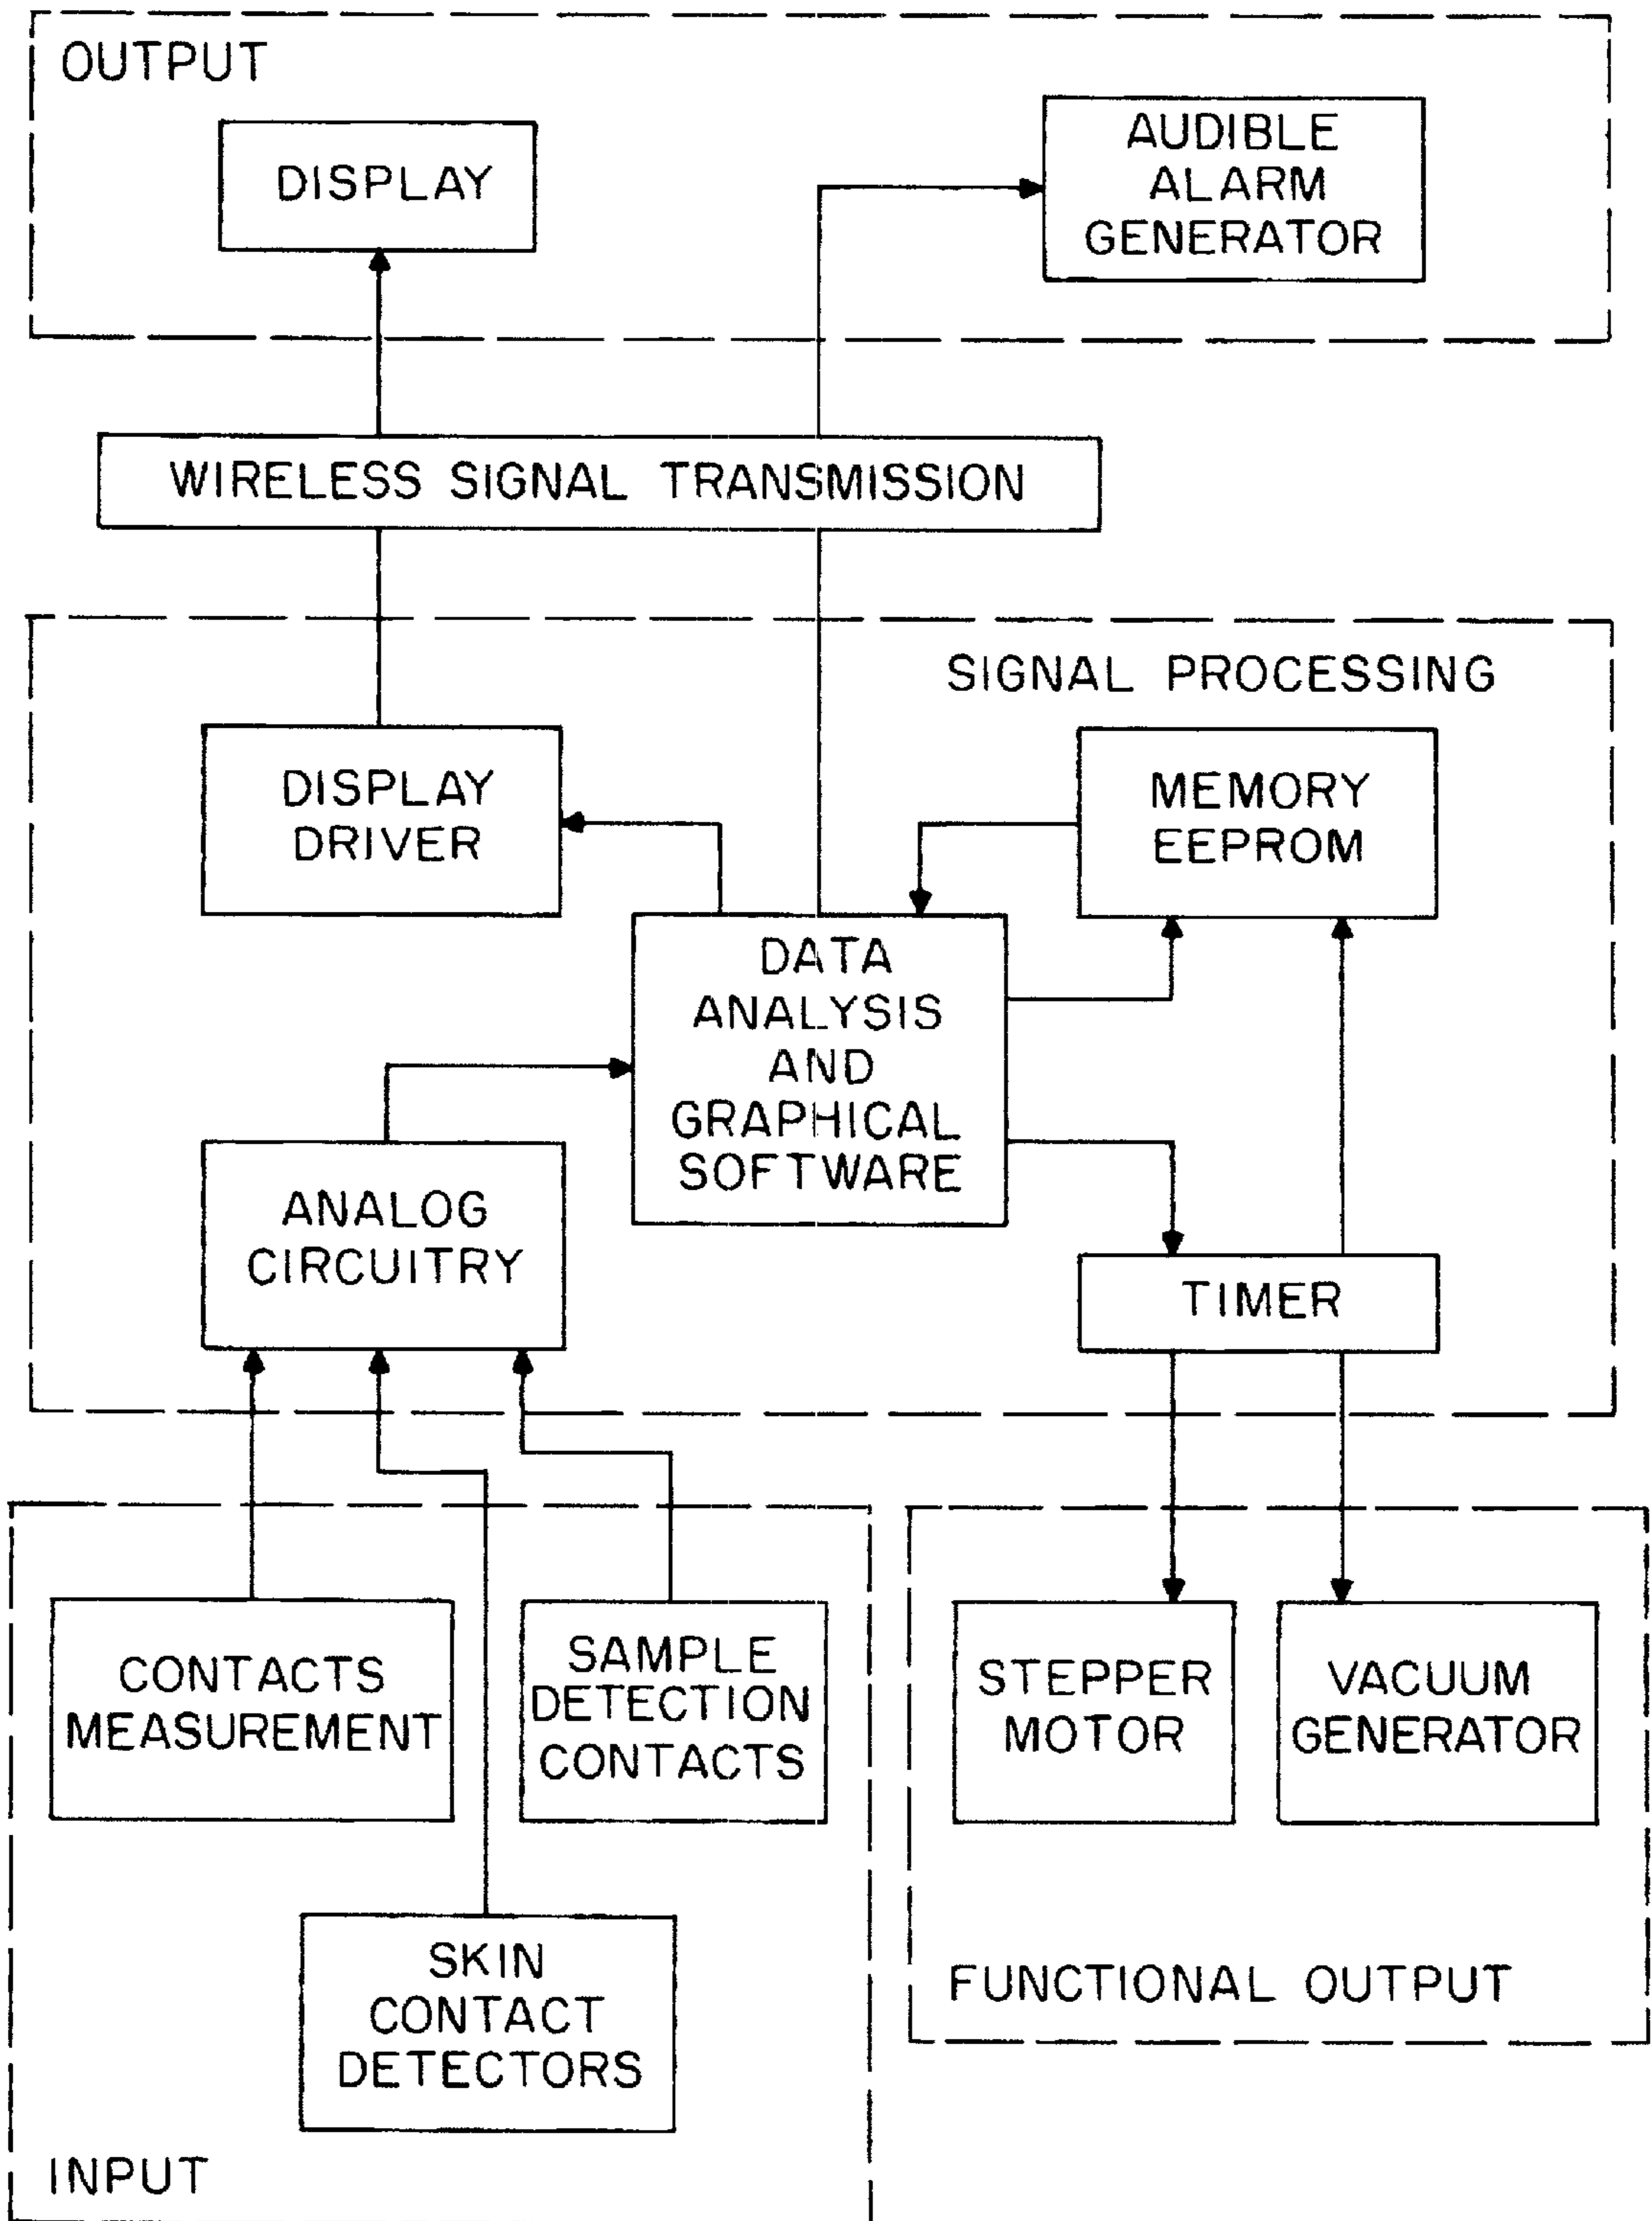 OUTPUT
DISPLAY
AUDIBLE
ALARM
GENERATOR
WIRELESS SIGNAL TRANSMISSION
SIGNAL PROCESSING
DISPLAY
DRIVER
MEMORY
EEPROM
DATA
ANALYSIS
AND
GRAPHICAL
SOFTWARE
ANALOG
CIRCUITRY
TIMER
CONTACTS
MEASUREMENT
SAMPLE
DETECTION
CONTACTS
STEPPER
MOTOR
VACUUM
GENERATOR
SKIN
CONTACT
DETECTORS
FUNCTIONAL OUTPUT
INPUT